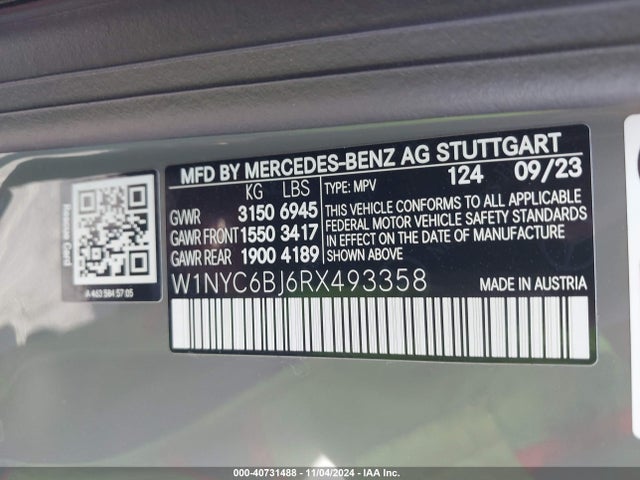 MFD BY MERCEDES-BENZ AG STUTTGART
KG LBS TYPE: MPV 124 09/23
GVWR 3150 6945
GAWR FRONT 1550 3417
GAWR REAR 1900 4189
THIS VEHICLE CONFORMS TO ALL APPLICABLE
FEDERAL MOTOR VEHICLE SAFETY STANDARDS
IN EFFECT ON THE DATE OF MANUFACTURE
SHOWN ABOVE
W1NYC6BJ6RX493358 MADE IN AUSTRIA
Rescue Card
A 463 584 57 05
000-40731488 - 11/04/2024 - IAA Inc.